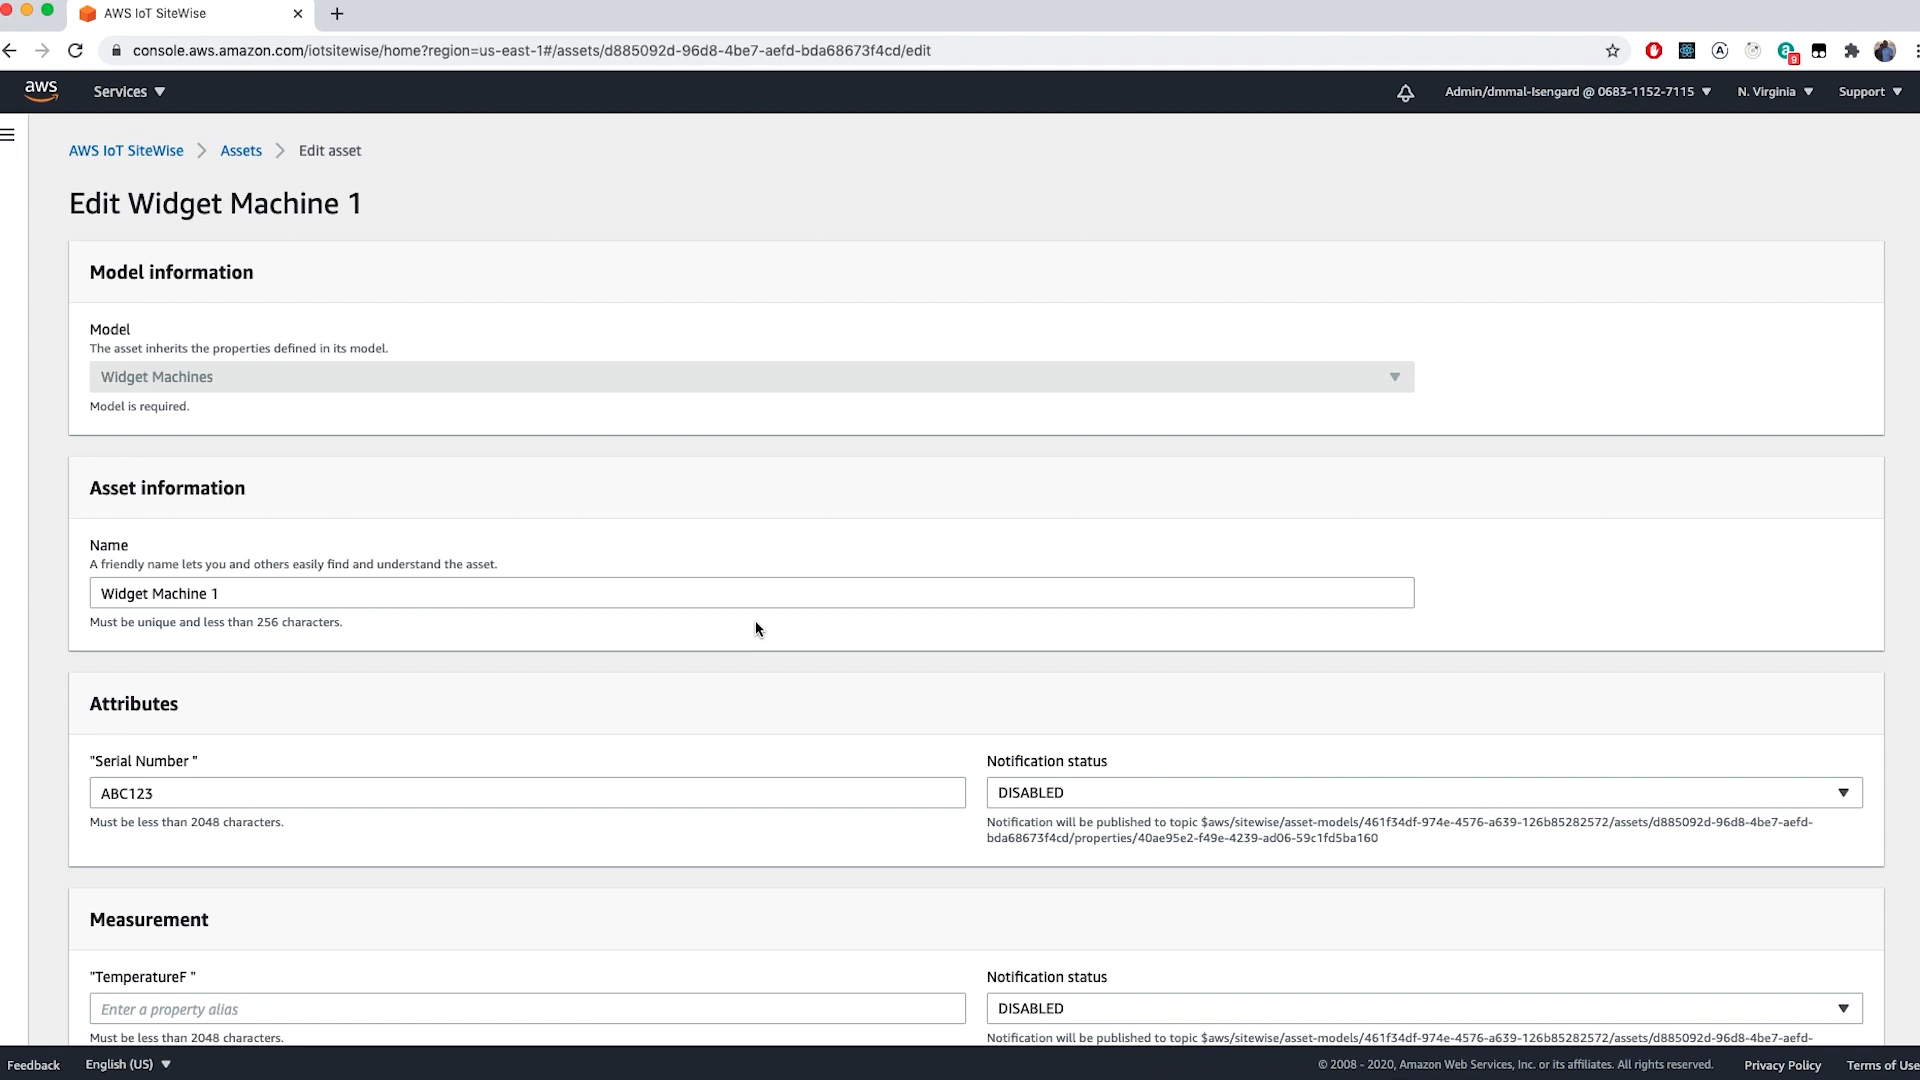 AWS IoT SiteWise
console.aws.amazon.com/iotsitewise/home?region=us-east-1#/assets/d885092d-96d8-4be7-aefd-bda68673f4cd/edit
9
aws
Services
Admin/dmmal-Isengard @ 0683-1152-7115
N. Virginia
Support
AWS IoT SiteWise
Assets
Edit asset
Edit Widget Machine 1
Model information
Model
The asset inherits the properties defined in its model.
Widget Machines
Model is required.
Asset information
Name
A friendly name lets you and others easily find and understand the asset.
Widget Machine 1
Must be unique and less than 256 characters.
Attributes
"Serial Number "
Notification status
ABC123
DISABLED
Must be less than 2048 characters.
Notification will be published to topic $aws/sitewise/asset-models/461f34df-974e-4576-a639-126b85282572/assets/d885092d-96d8-4be7-aefd-
bda68673f4cd/properties/40ae95e2-f49e-4239-ad06-59c1fd5ba160
Measurement
"TemperatureF "
Notification status
Enter a property alias
DISABLED
Must be less than 2048 characters.
Notification will be published to topic $aws/sitewise/asset-models/461f34df-974e-4576-a639-126b85282572/assets/d885092d-96d8-4be7-aefd-
Feedback
English (US)
© 2008 - 2020, Amazon Web Services, Inc. or its affiliates. All rights reserved.
Privacy Policy
Terms of Use